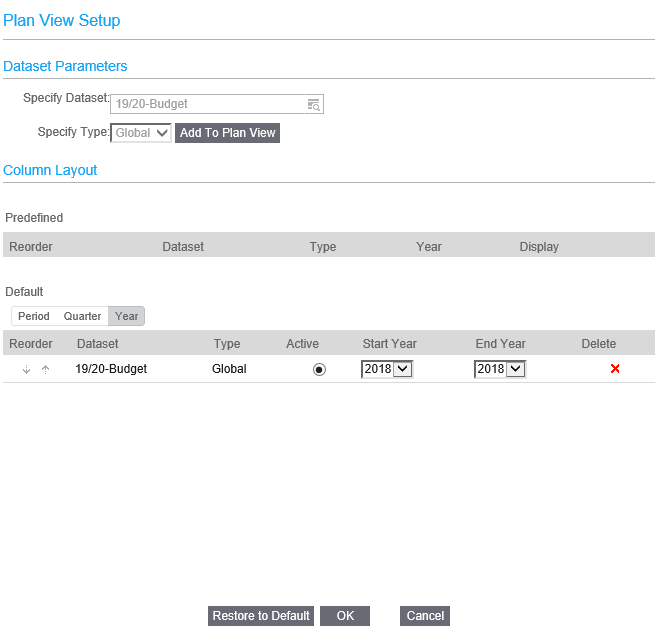 Plan View Setup
Dataset Parameters
Specify Dataset: 19/20-Budget
Specify Type: Global Add To Plan View
Column Layout
Predefined
Reorder Dataset Type Year Display
Default
Period Quarter Year
Reorder Dataset Type Active Start Year End Year Delete
19/20-Budget Global 2018 2018
Restore to Default OK Cancel